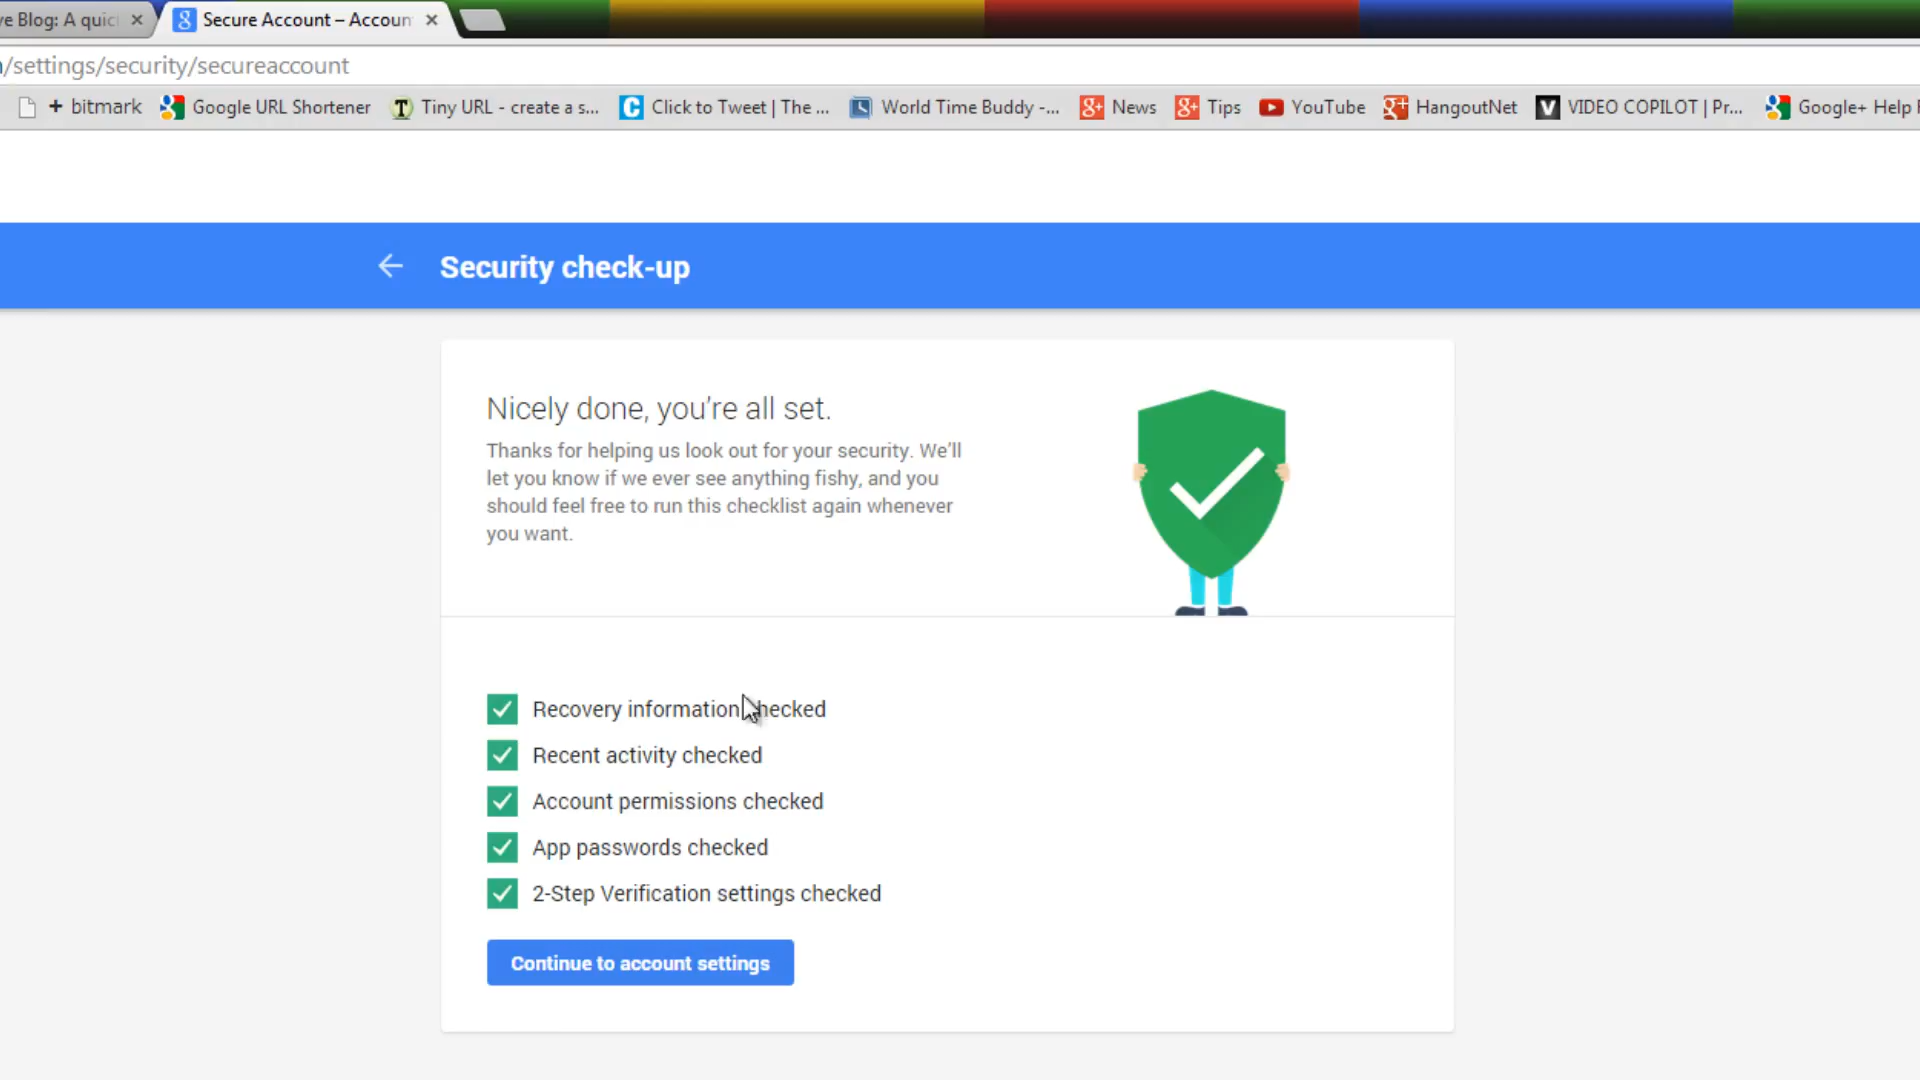 ve Blog: A quic
Secure Account – Accoun
/settings/security/secureaccount
+ bitmark
Google URL Shortener
Tiny URL - create a s...
Click to Tweet | The ...
World Time Buddy -...
News
Tips
YouTube
HangoutNet
VIDEO COPILOT | Pr...
Google+ Help
Security check-up
Nicely done, you're all set.
Thanks for helping us look out for your security. We'll
let you know if we ever see anything fishy, and you
should feel free to run this checklist again whenever
you want.
Recovery information checked
Recent activity checked
Account permissions checked
App passwords checked
2-Step Verification settings checked
Continue to account settings